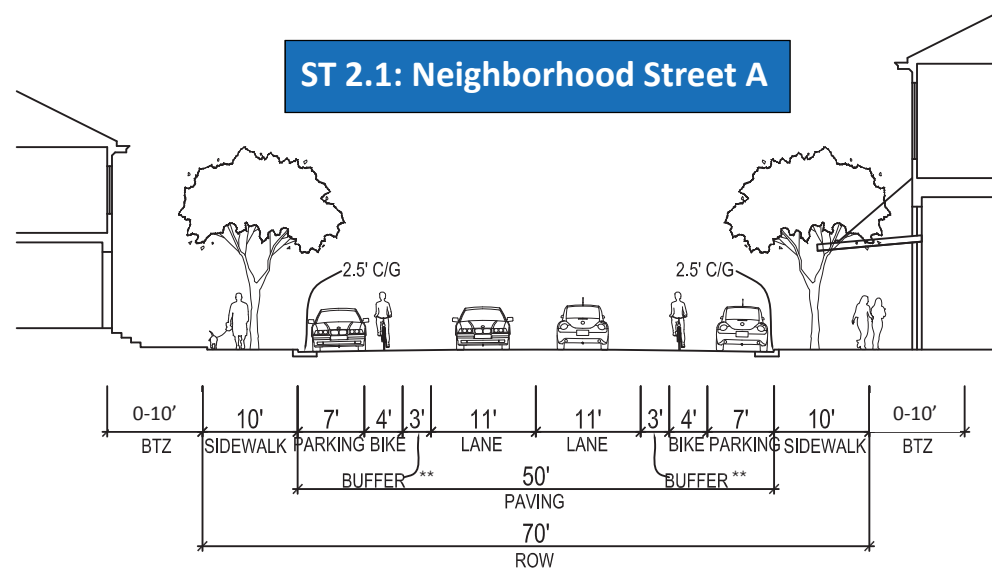 ST 2.1: Neighborhood Street A
2.5' C/G
2.5' C/G
0-10’ 10' 7' 4' 3' 11' 11' 3' 4' 7' 10' 0-10’
BTZ SIDEWALK PARKING BIKE LANE LANE BIKE PARKING SIDEWALK BTZ
BUFFER ** BUFFER **
50'
PAVING
70'
ROW